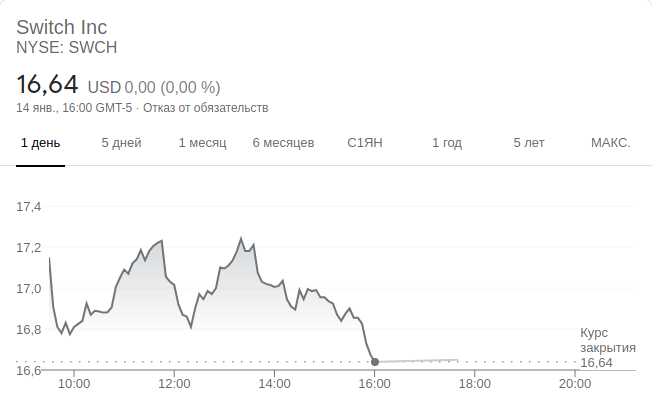 Switch Inc
NYSE: SWCH
16,64 USD 0,00 (0,00 %)
14 янв., 16:00 GMT-5 · Отказ от обязательств
1 день 5 дней 1 месяц 6 месяцев С1ЯН 1 год 5 лет МАКС.
17,4
17,2
17,0
16,8
Курс
закрытия
16,64
16,6
10:00 12:00 14:00 16:00 18:00 20:00